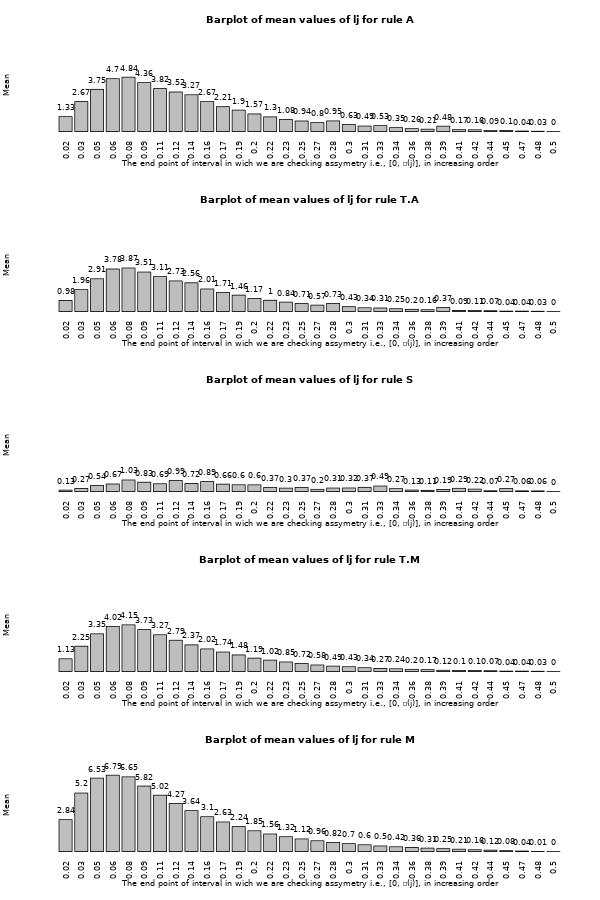 Barplot of mean values of lj for rule A
Mean
1.33 2.67 3.75 4.7 4.84 4.36 3.82 3.52 3.27 2.67 2.21 1.9 1.57 1.3 1.08 0.94 0.8 0.95 0.63 0.49 0.53 0.35 0.26 0.21 0.48 0.17 0.16 0.09 0.1 0.04 0.03 0
0.02 0.03 0.05 0.06 0.08 0.09 0.11 0.12 0.14 0.16 0.17 0.19 0.2 0.22 0.23 0.25 0.27 0.28 0.3 0.31 0.33 0.34 0.36 0.38 0.39 0.41 0.42 0.44 0.45 0.47 0.48 0.5
The end point of interval in wich we are checking assymetry i.e., [0, □(j)], in increasing order
Barplot of mean values of lj for rule T.A
Mean
0.98 1.96 2.91 3.78 3.87 3.51 3.11 2.73 2.56 2.01 1.71 1.46 1.17 1 0.84 0.71 0.57 0.73 0.43 0.34 0.31 0.25 0.2 0.16 0.37 0.09 0.11 0.07 0.04 0.04 0.03 0
0.02 0.03 0.05 0.06 0.08 0.09 0.11 0.12 0.14 0.16 0.17 0.19 0.2 0.22 0.23 0.25 0.27 0.28 0.3 0.31 0.33 0.34 0.36 0.38 0.39 0.41 0.42 0.44 0.45 0.47 0.48 0.5
The end point of interval in wich we are checking assymetry i.e., [0, □(j)], in increasing order
Barplot of mean values of lj for rule S
Mean
0.13 0.27 0.54 0.67 1.03 0.83 0.69 0.99 0.72 0.89 0.66 0.6 0.6 0.37 0.3 0.37 0.2 0.31 0.32 0.37 0.49 0.27 0.13 0.11 0.19 0.29 0.22 0.07 0.27 0.06 0.06 0
0.02 0.03 0.05 0.06 0.08 0.09 0.11 0.12 0.14 0.16 0.17 0.19 0.2 0.22 0.23 0.25 0.27 0.28 0.3 0.31 0.33 0.34 0.36 0.38 0.39 0.41 0.42 0.44 0.45 0.47 0.48 0.5
The end point of interval in wich we are checking assymetry i.e., [0, □(j)], in increasing order
Barplot of mean values of lj for rule T.M
Mean
1.13 2.25 3.35 4.02 4.15 3.73 3.27 2.79 2.37 2.02 1.74 1.48 1.19 1.02 0.85 0.72 0.58 0.49 0.43 0.34 0.27 0.24 0.2 0.17 0.12 0.1 0.1 0.07 0.04 0.04 0.03 0
0.02 0.03 0.05 0.06 0.08 0.09 0.11 0.12 0.14 0.16 0.17 0.19 0.2 0.22 0.23 0.25 0.27 0.28 0.3 0.31 0.33 0.34 0.36 0.38 0.39 0.41 0.42 0.44 0.45 0.47 0.48 0.5
The end point of interval in wich we are checking assymetry i.e., [0, □(j)], in increasing order
Barplot of mean values of lj for rule M
Mean
2.84 5.2 6.53 6.79 6.65 5.82 5.02 4.27 3.64 3.1 2.63 2.24 1.85 1.56 1.32 1.12 0.96 0.82 0.7 0.6 0.5 0.42 0.36 0.31 0.25 0.21 0.16 0.12 0.08 0.04 0.01 0
0.02 0.03 0.05 0.06 0.08 0.09 0.11 0.12 0.14 0.16 0.17 0.19 0.2 0.22 0.23 0.25 0.27 0.28 0.3 0.31 0.33 0.34 0.36 0.38 0.39 0.41 0.42 0.44 0.45 0.47 0.48 0.5
The end point of interval in wich we are checking assymetry i.e., [0, □(j)], in increasing order